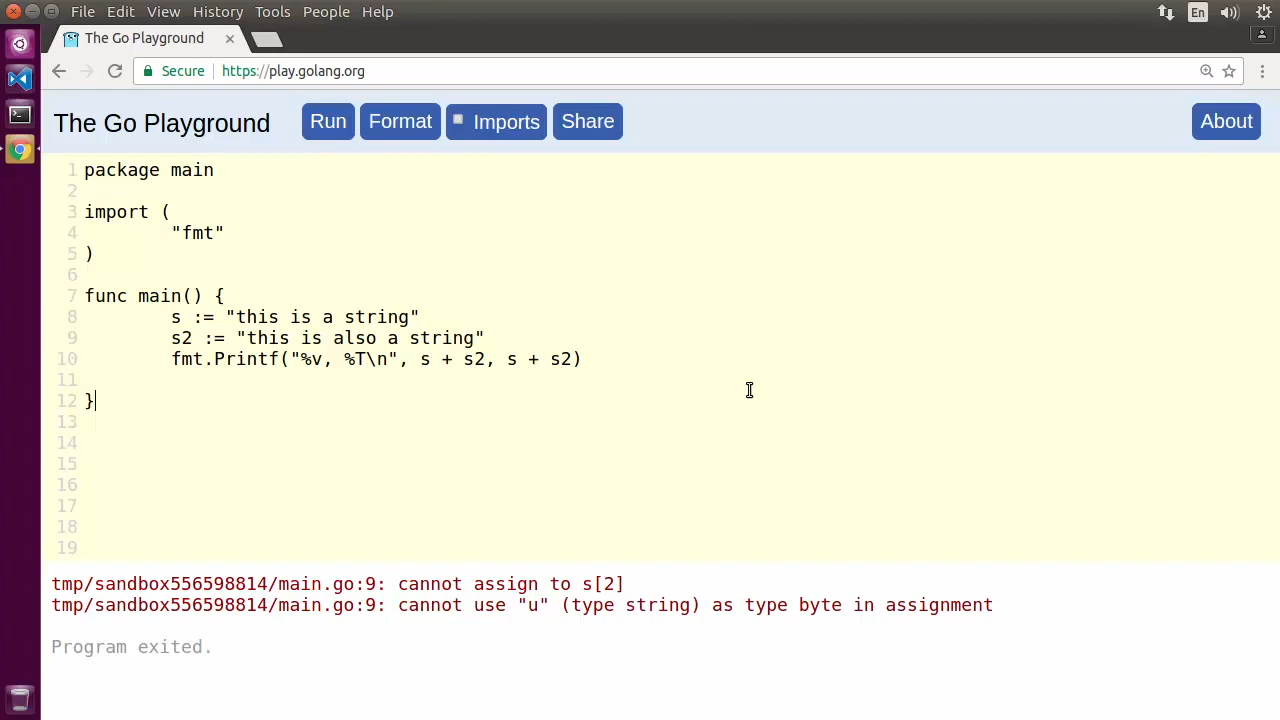 File Edit View History Tools People Help
En
The Go Playground
Secure https://play.golang.org
The Go Playground Run Format Imports Share About
1 package main
2
3 import (
4 "fmt"
5 )
6
7 func main() {
8 s := "this is a string"
9 s2 := "this is also a string"
10 fmt.Printf("%v, %T\n", s + s2, s + s2)
11
12 }
13
14
15
16
17
18
19
tmp/sandbox556598814/main.go:9: cannot assign to s[2]
tmp/sandbox556598814/main.go:9: cannot use "u" (type string) as type byte in assignment
Program exited.